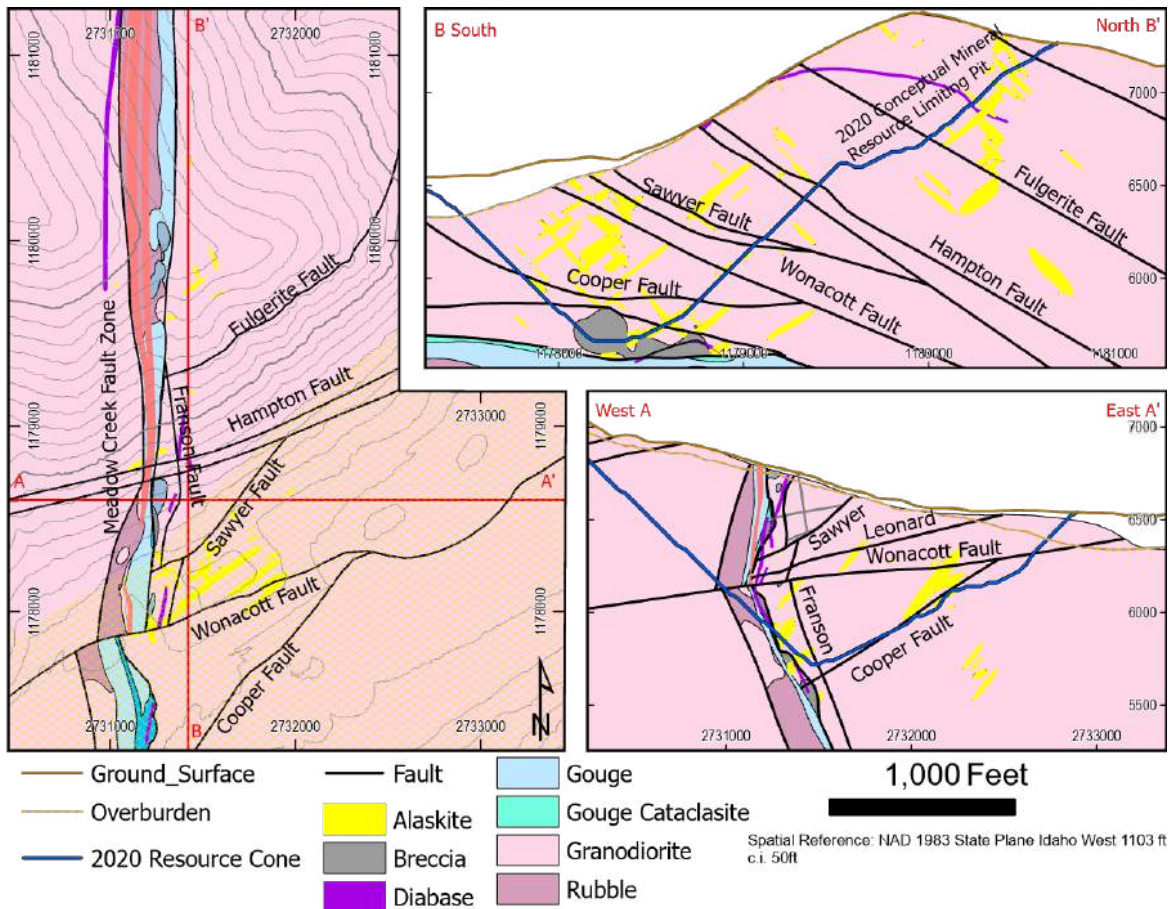 2731000
B'
2732000
1181000
1181000
1180000
1180000
Fulgerite Fault
Meadow Creek Fault Zone
Franson Fault
Hampton Fault
2733000
1179000
1179000
A
A'
Sawyer Fault
1178000
1178000
Wonacott Fault
Cooper Fault
2731000
B
2732000
2733000
N
B South
North B'
2020 Conceptual Mineral
Resource Limiting Pit
7000
6500
6000
Sawyer Fault
Fulgerite Fault
Hampton Fault
Cooper Fault
Wonacott Fault
1178000
1179000
1180000
1181000
West A
East A'
7000
6500
6000
5500
Sawyer
Leonard
Wonacott Fault
Franson
Cooper Fault
2731000
2732000
2733000
Ground_Surface
Overburden
2020 Resource Cone
Fault
Alaskite
Breccia
Diabase
Gouge
Gouge Cataclasite
Granodiorite
Rubble
1,000 Feet
Spatial Reference: NAD 1983 State Plane Idaho West 1103 ft
c.i. 50ft